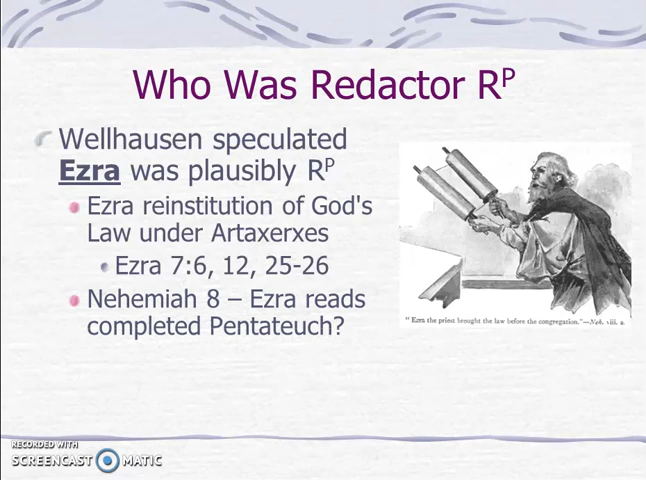 Who Was Redactor Rᴾ
Wellhausen speculated
Ezra was plausibly Rᴾ
Ezra reinstitution of God's
Law under Artaxerxes
Ezra 7:6, 12, 25-26
Nehemiah 8 – Ezra reads
completed Pentateuch?
"Ezra the priest brought the law before the congregation."—Neh. viii. 2.
RECORDED WITH
SCREENCAST MATIC